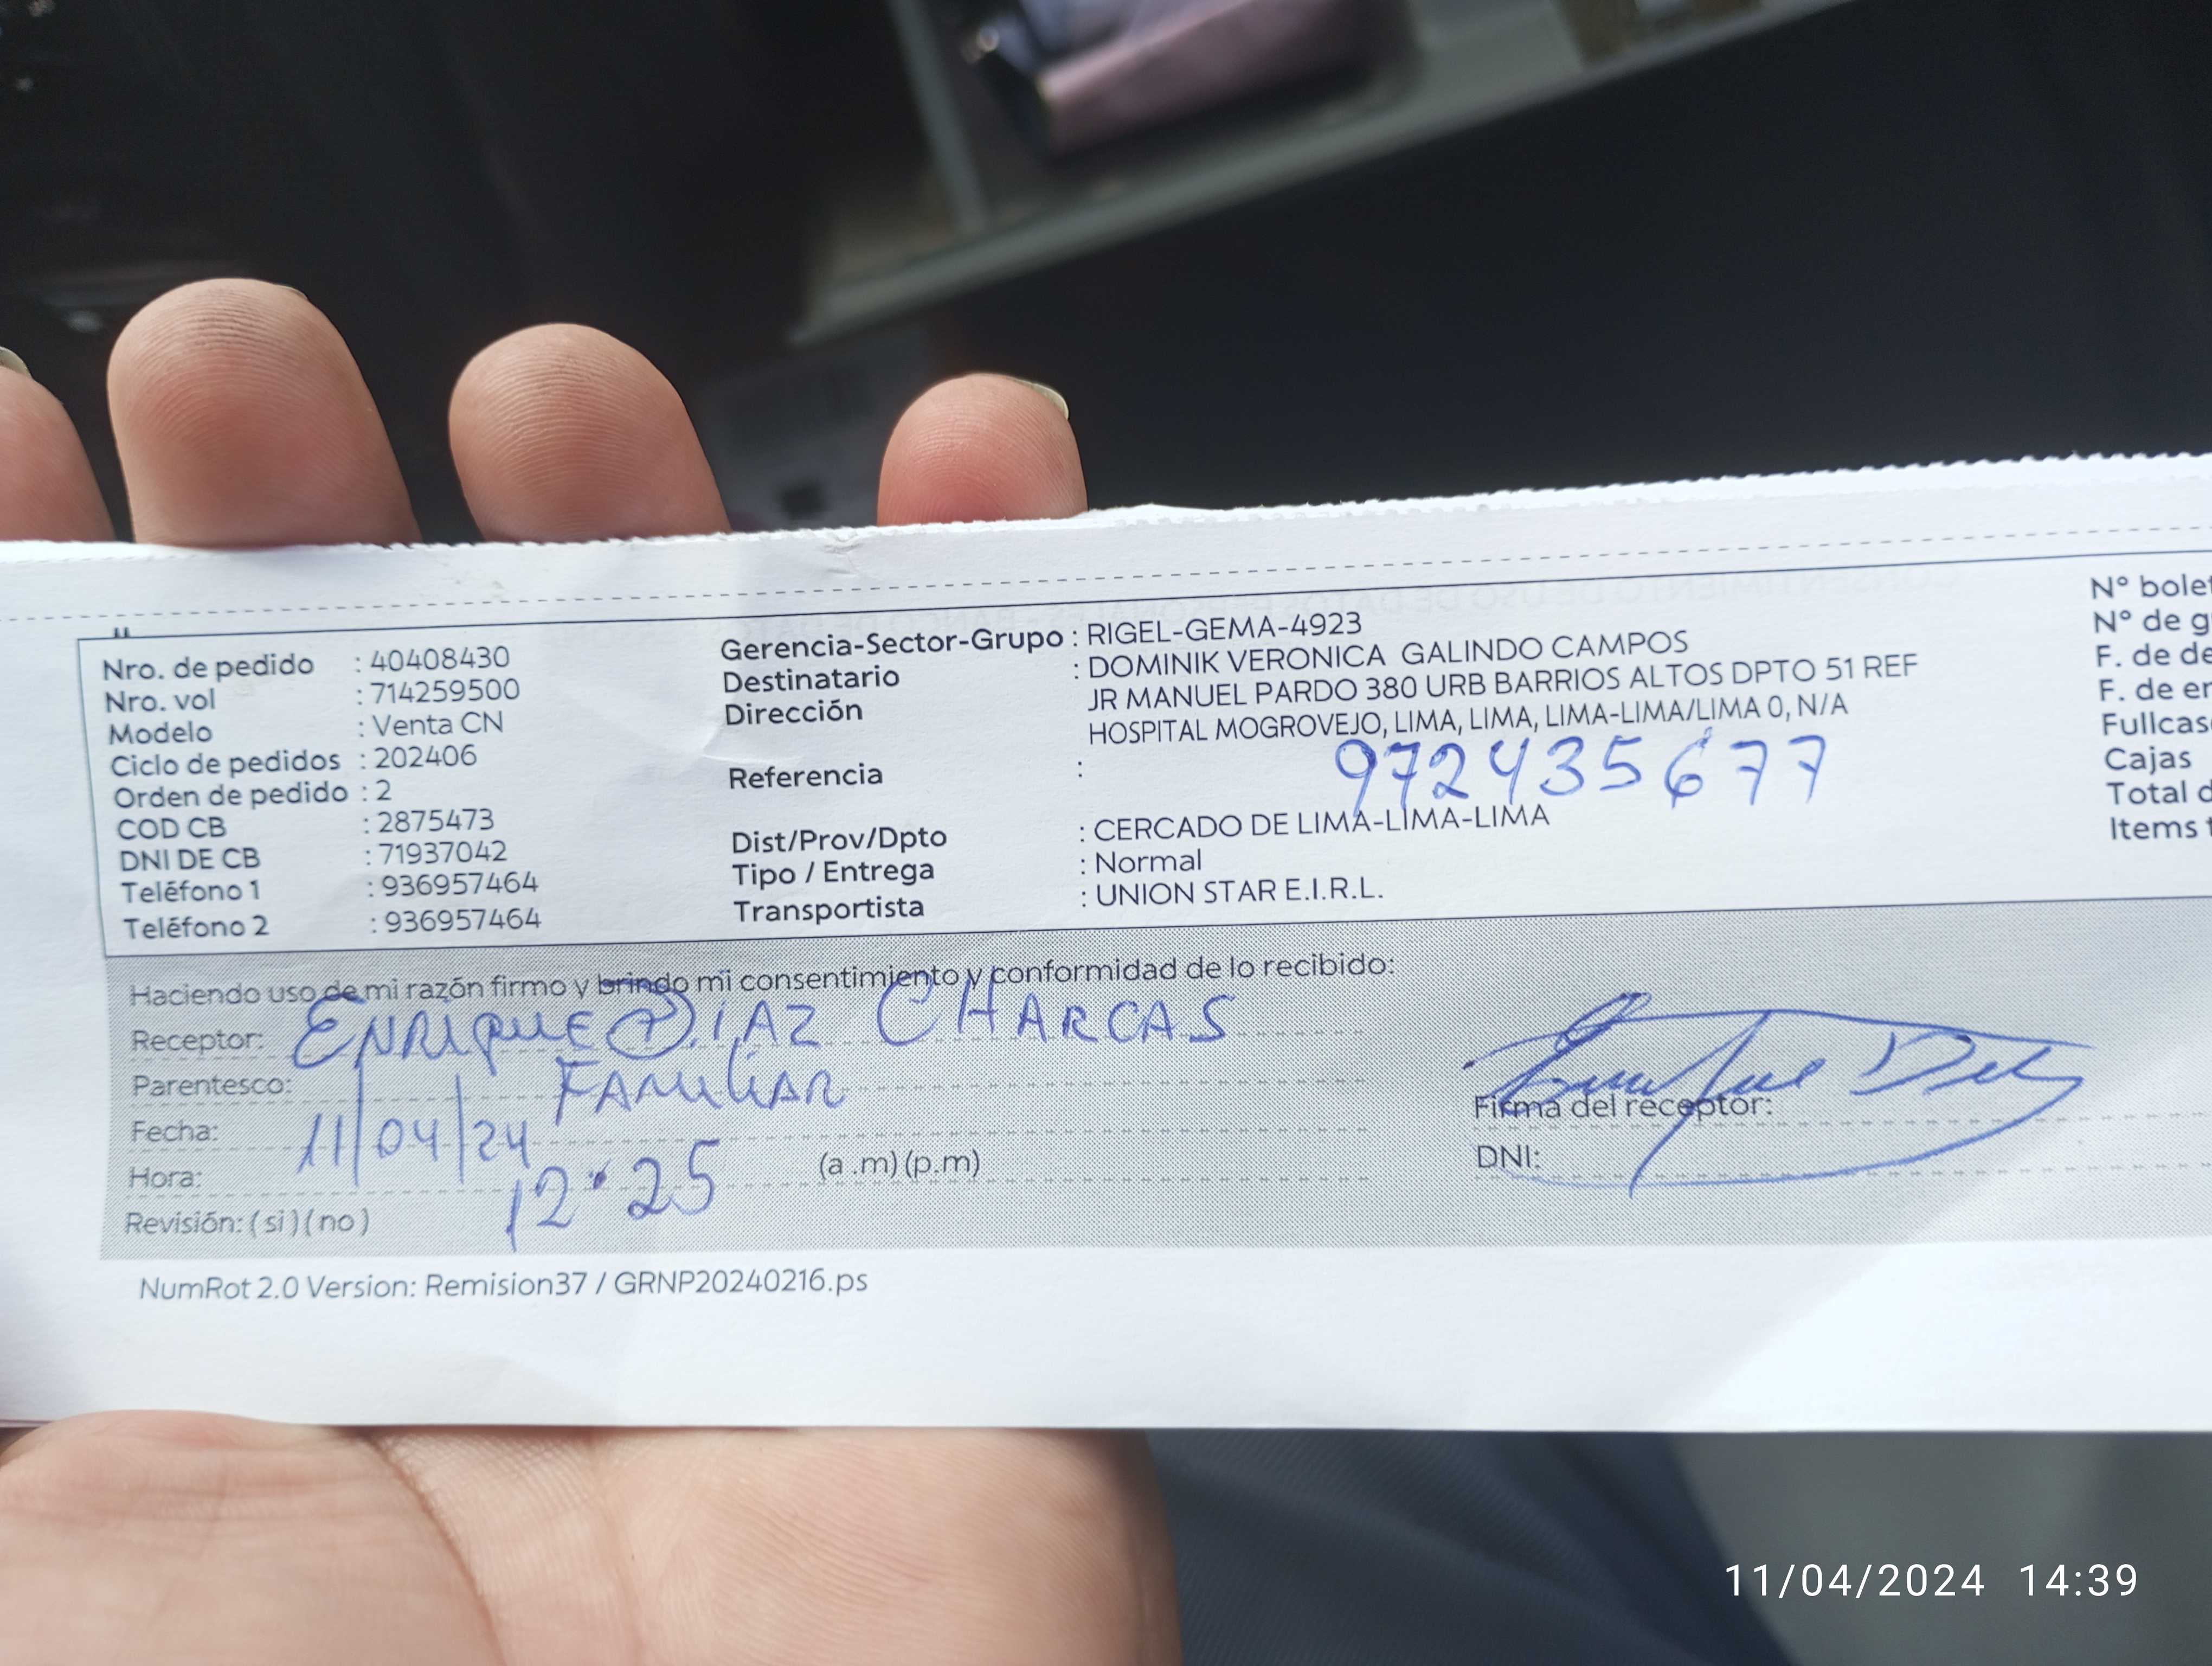 Nro. de pedido : 40408430
Nro. vol : 714259500
Modelo : Venta CN
Ciclo de pedidos : 202406
Orden de pedido : 2
COD CB : 2875473
DNI DE CB : 71937042
Teléfono 1 : 936957464
Teléfono 2 : 936957464
Gerencia-Sector-Grupo : RIGEL-GEMA-4923
Destinatario : DOMINIK VERONICA GALINDO CAMPOS
Dirección JR MANUEL PARDO 380 URB BARRIOS ALTOS DPTO 51 REF
HOSPITAL MOGROVEJO, LIMA, LIMA, LIMA-LIMA/LIMA 0, N/A
Referencia : 972435677
Dist/Prov/Dpto : CERCADO DE LIMA-LIMA-LIMA
Tipo / Entrega : Normal
Transportista : UNION STAR E.I.R.L.
N° bolet
N° de g
F. de de
F. de en
Fullcas
Cajas
Total d
Items t
Haciendo uso de mi razón firmo y brindo mi consentimiento y conformidad de lo recibido:
Receptor: ENRIQUE DIAZ CHARCAS
Parentesco: FAMILIAR
Fecha: 11/04/24
Hora: 12:25 (a .m) (p.m)
Revisión: ( si ) ( no )
Firma del receptor:
DNI:
NumRot 2.0 Version: Remision37 / GRNP20240216.ps
11/04/2024 14:39